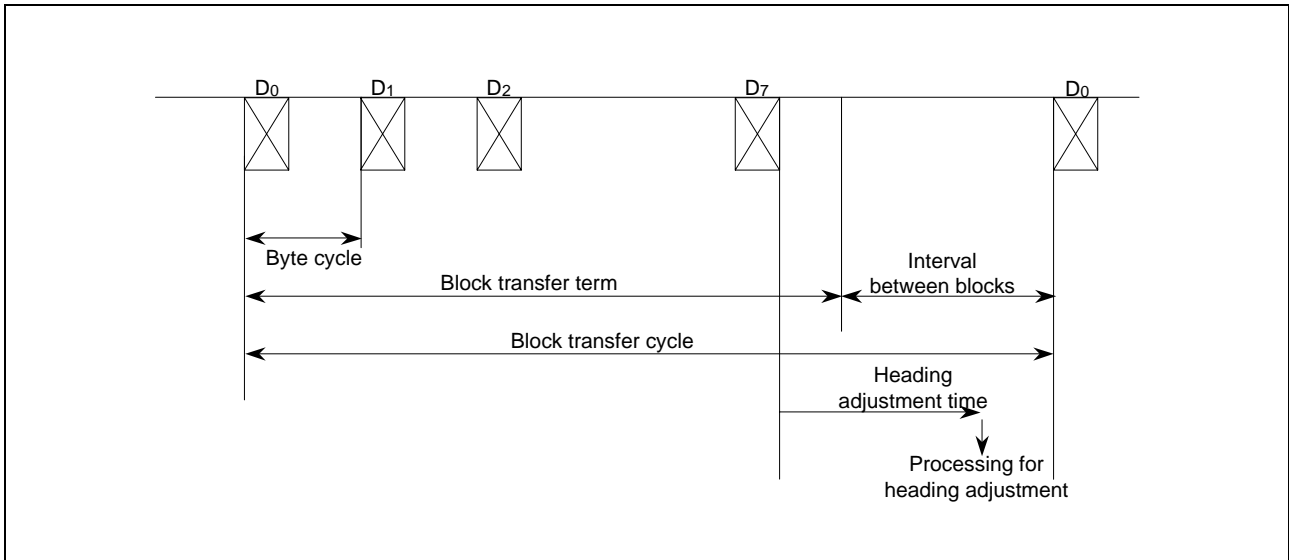 D0 D1 D2 D7 D0
Byte cycle
Block transfer term
Interval
between blocks
Block transfer cycle
Heading
adjustment time
Processing for
heading adjustment